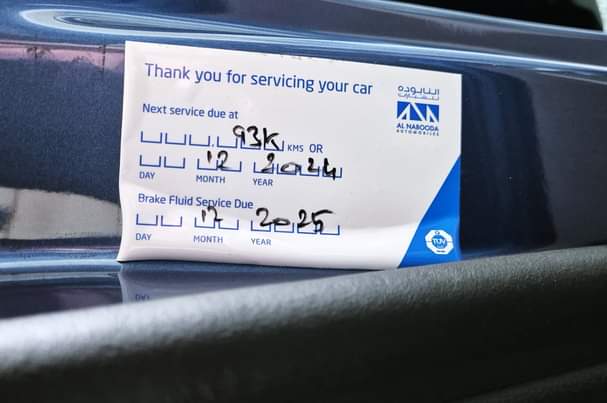 Thank you for servicing your car
النابوده
للسيارات
AL NABOODA
AUTOMOBILES
Next service due at
93K KMS OR
12 2024
DAY MONTH YEAR
Brake Fluid Service Due
12 2025
DAY MONTH YEAR
TÜV